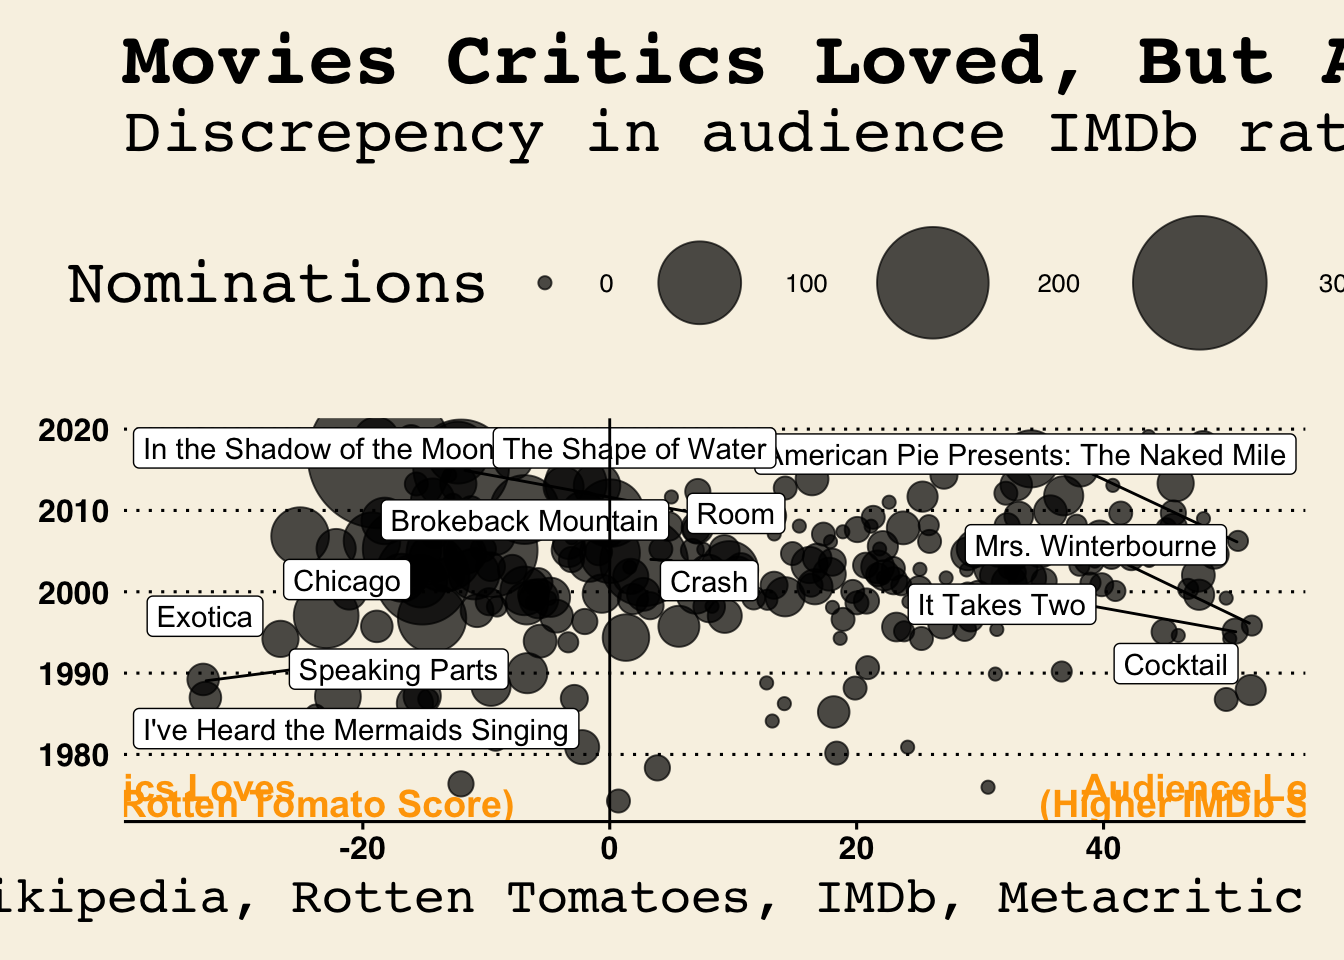 Movies Critics Loved, But A
Discrepency in audience IMDb rat
Nominations 0 100 200 30
2020
In the Shadow of the Moon The Shape of Water American Pie Presents: The Naked Mile
2010
Brokeback Mountain Room
Mrs. Winterbourne
Chicago Crash
2000
It Takes Two
Exotica
Cocktail
1990
Speaking Parts
I've Heard the Mermaids Singing
1980
ics Loves Audience Lo
Rotten Tomato Score) (Higher IMDb S
-20 0 20 40
ikipedia, Rotten Tomatoes, IMDb, Metacritic